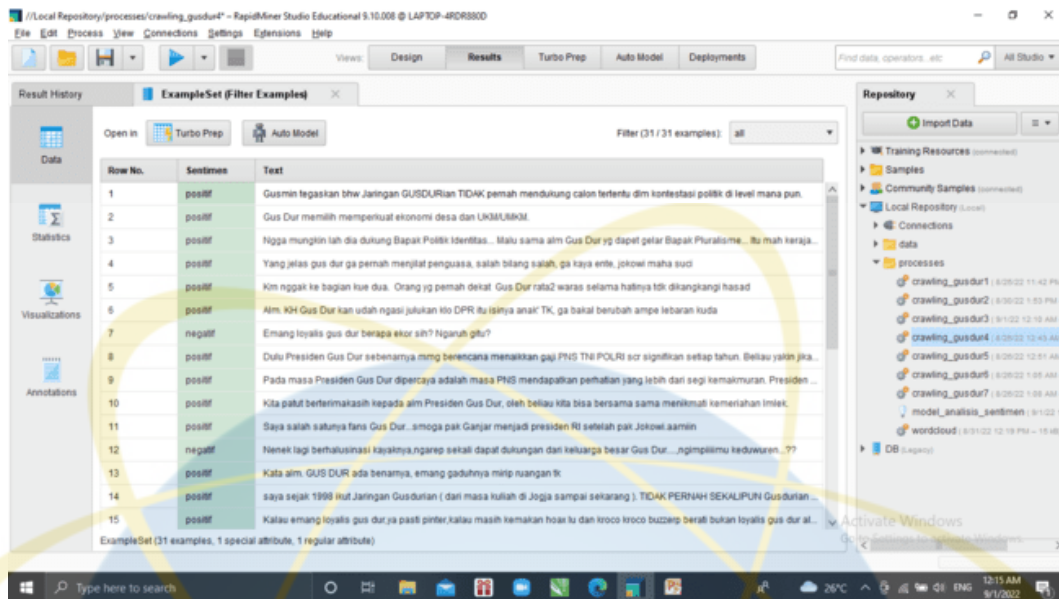 //Local Repository/processes/crawling_gusdur4* – RapidMiner Studio Educational 9.10.008 @ LAPTOP-4RDR880D
File Edit Process View Connections Settings Extensions Help
Views: Design Results Turbo Prep Auto Model Deployments Find data, operators...etc All Studio
Result History ExampleSet (Filter Examples) Repository
Open in Turbo Prep Auto Model Filter (31 / 31 examples): all Import Data
Data
Statistics
Visualizations
Annotations
Row No. Sentimen Text
1 positif Gusmin tegaskan bhw Jaringan GUSDURian TIDAK pernah mendukung calon tertentu dlm kontestasi politik di level mana pun.
2 positif Gus Dur memilih memperkuat ekonomi desa dan UKM/UMKM.
3 positif Ngga mungkin lah dia dukung Bapak Politik Identitas... Malu sama alm Gus Dur yg dapet gelar Bapak Pluralisme... Itu mah keraja...
4 positif Yang jelas gus dur ga pernah menjilat penguasa, salah bilang salah, ga kaya ente, jokowi maha suci
5 positif Km nggak ke bagian kue dua. Orang yg pernah dekat Gus Dur rata2 waras selama hatinya tdk dikangkangi hasad
6 positif Alm. KH Gus Dur kan udah ngasi julukan klo DPR itu isinya anak' TK, ga bakal berubah ampe lebaran kuda
7 negatif Emang loyalis gus dur berapa ekor sih? Ngaruh gitu?
8 positif Dulu Presiden Gus Dur sebenarnya mmg berencana menaikkan gaji PNS TNI POLRI scr signifikan setiap tahun. Beliau yakin jika...
9 positif Pada masa Presiden Gus Dur dipercaya adalah masa PNS mendapatkan perhatian yang lebih dari segi kemakmuran. Presiden ...
10 positif Kita patut berterimakasih kepada alm Presiden Gus Dur, oleh beliau kita bisa bersama sama menikmati kemeriahan Imlek.
11 positif Saya salah satunya fans Gus Dur...smoga pak Ganjar menjadi presiden RI setelah pak Jokowi.aamiin
12 negatif Nenek lagi berhalusinasi kayaknya,ngarep sekali dapat dukungan dari keluarga besar Gus Dur....,ngimpiiimu keduwuren...??
13 positif Kata alm. GUS DUR ada benarnya, emang gaduhnya mirip ruangan tk
14 positif saya sejak 1998 ikut Jaringan Gusdurian ( dari masa kuliah di Jogja sampai sekarang ). TIDAK PERNAH SEKALIPUN Gusdurian ...
15 positif Kalau emang loyalis gus dur,ya pasti pinter,kalau masih kemakan hoax lu dan kroco kroco buzzerp berati bukan loyalis gus dur al...
ExampleSet (31 examples, 1 special attribute, 1 regular attribute)
Training Resources (connected)
Samples
Community Samples (connected)
Local Repository (Local)
Connections
data
processes
crawling_gusdur1
crawling_gusdur2
crawling_gusdur3
crawling_gusdur4
crawling_gusdur5
crawling_gusdur6
crawling_gusdur7
model_analisis_sentimen
wordcloud
DB (Legacy)
Activate Windows
Go to Settings to activate Windows.
Type here to search 26°C ENG 12:15 AM
9/1/2022